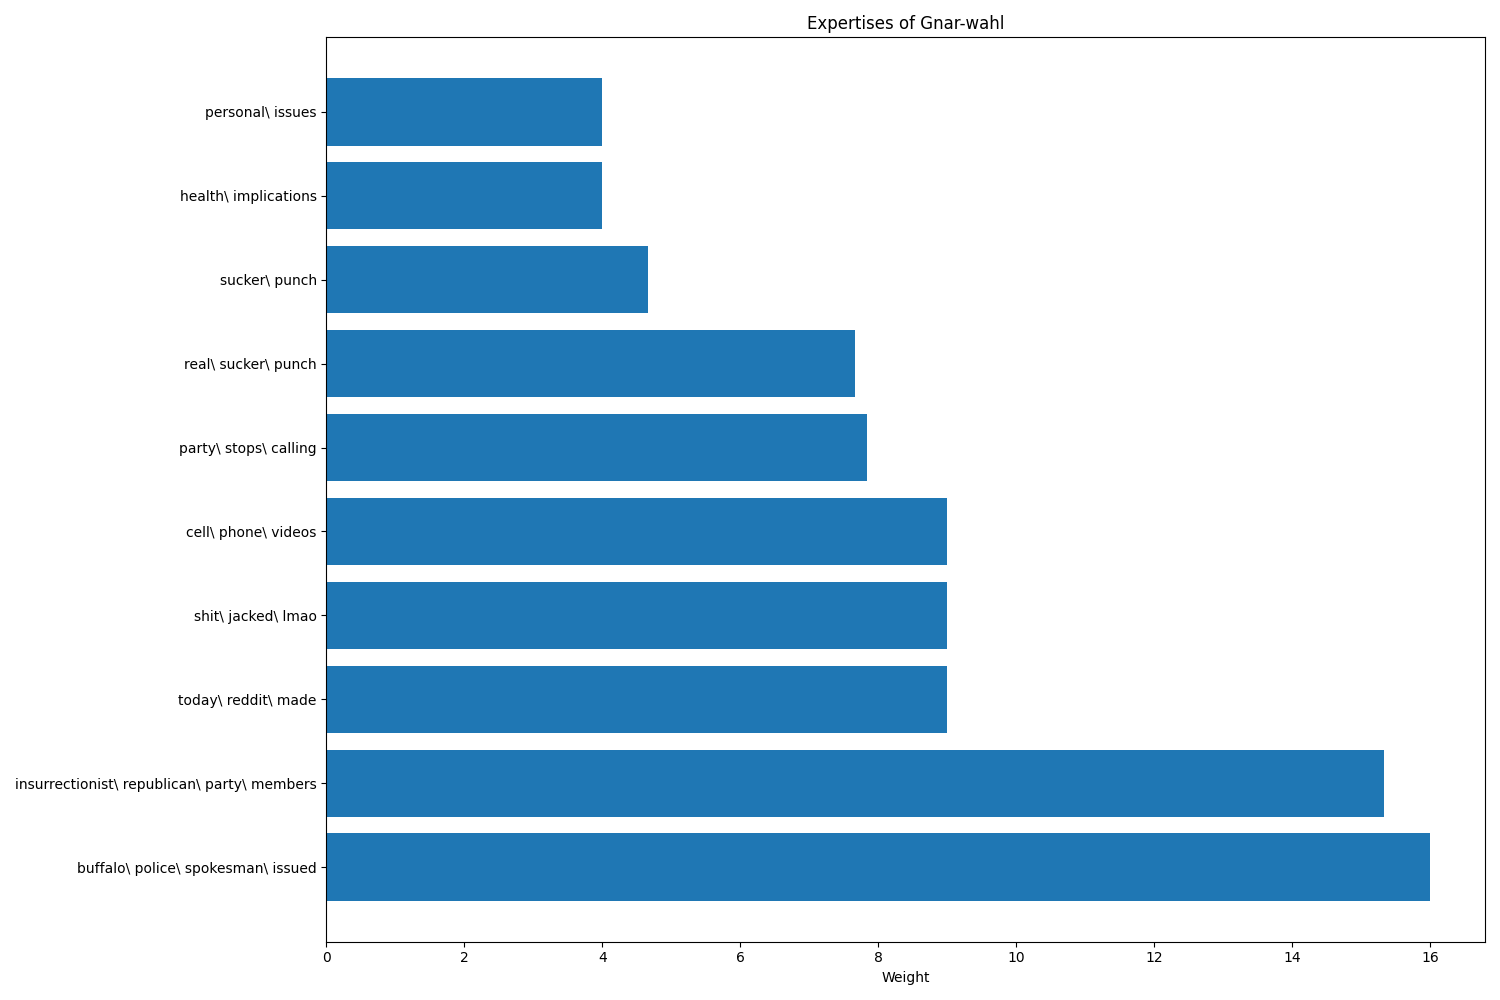 Expertises of Gnar-wahl
personal\ issues
health\ implications
sucker\ punch
real\ sucker\ punch
party\ stops\ calling
cell\ phone\ videos
shit\ jacked\ lmao
today\ reddit\ made
insurrectionist\ republican\ party\ members
buffalo\ police\ spokesman\ issued
0 2 4 6 8 10 12 14 16
Weight